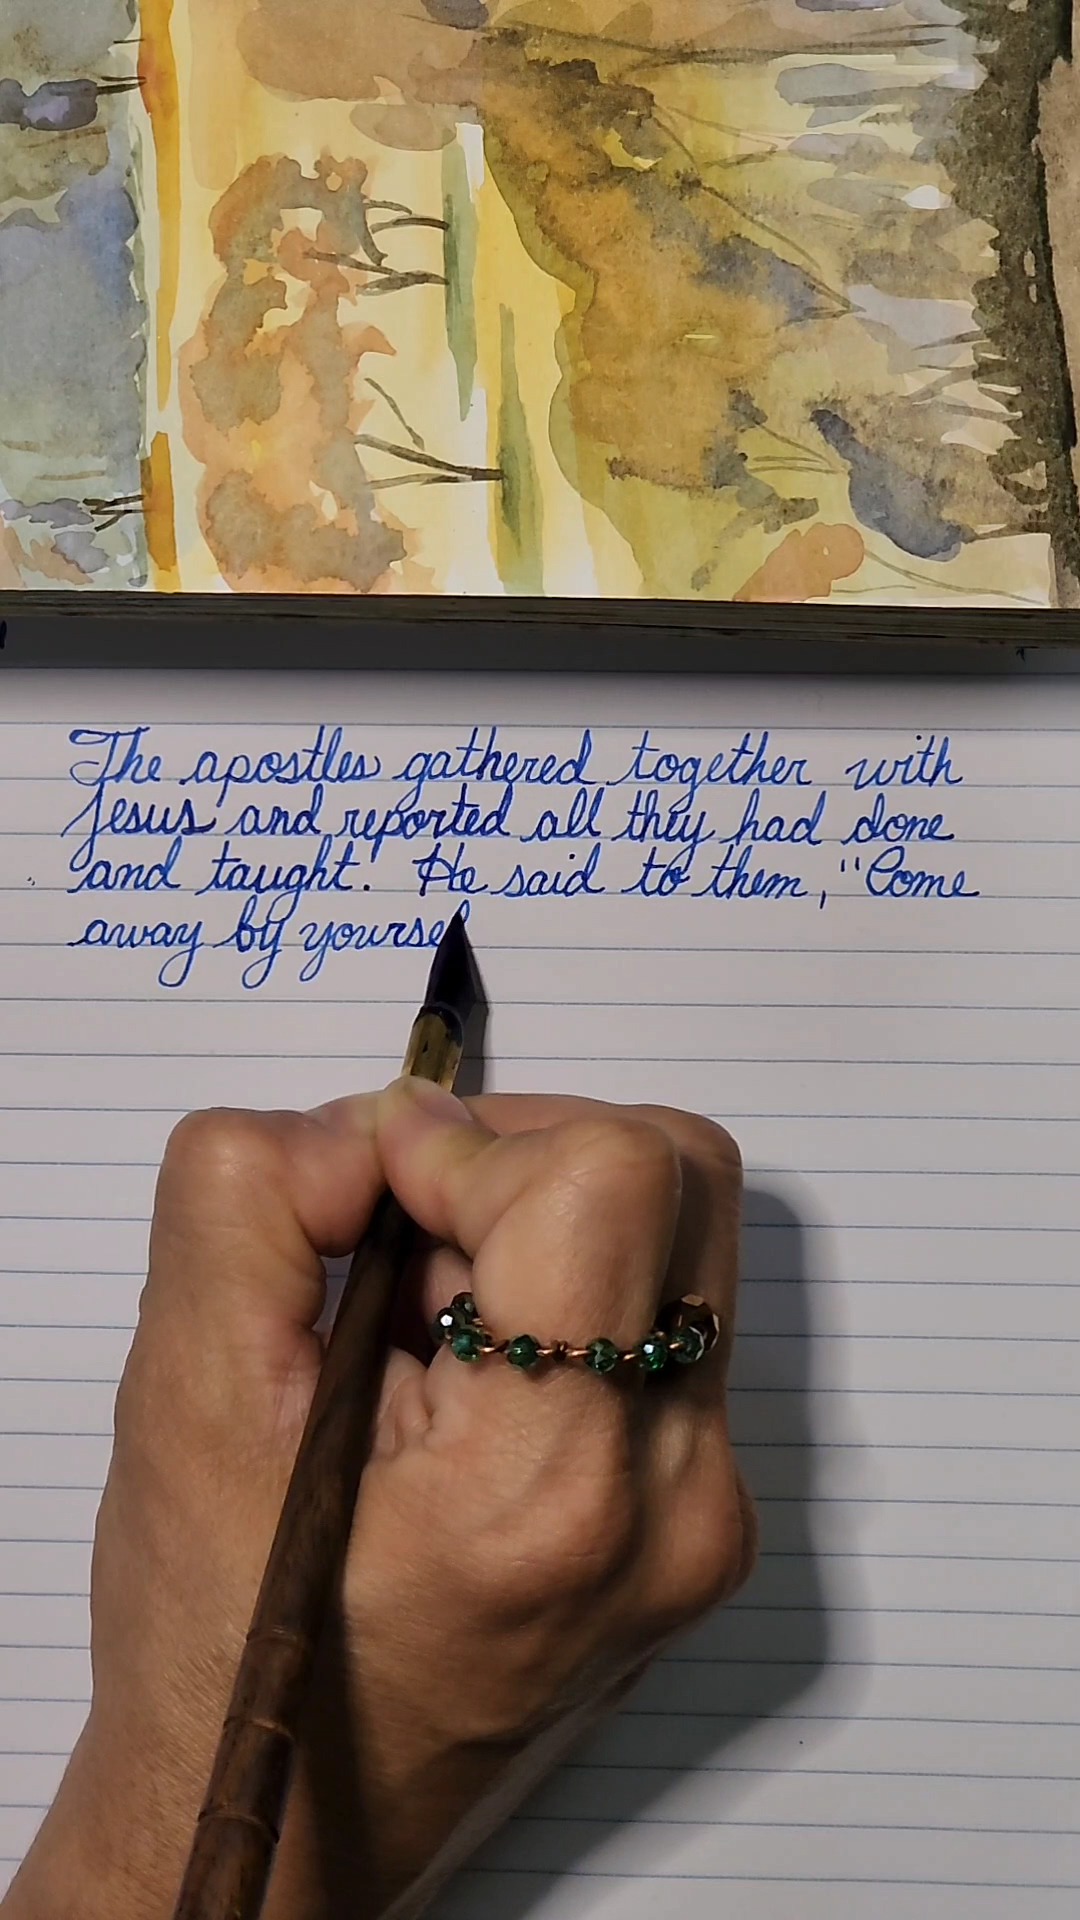 The apostles gathered together with
Jesus and reported all they had done
and taught. He said to them, "Come
away by yoursel